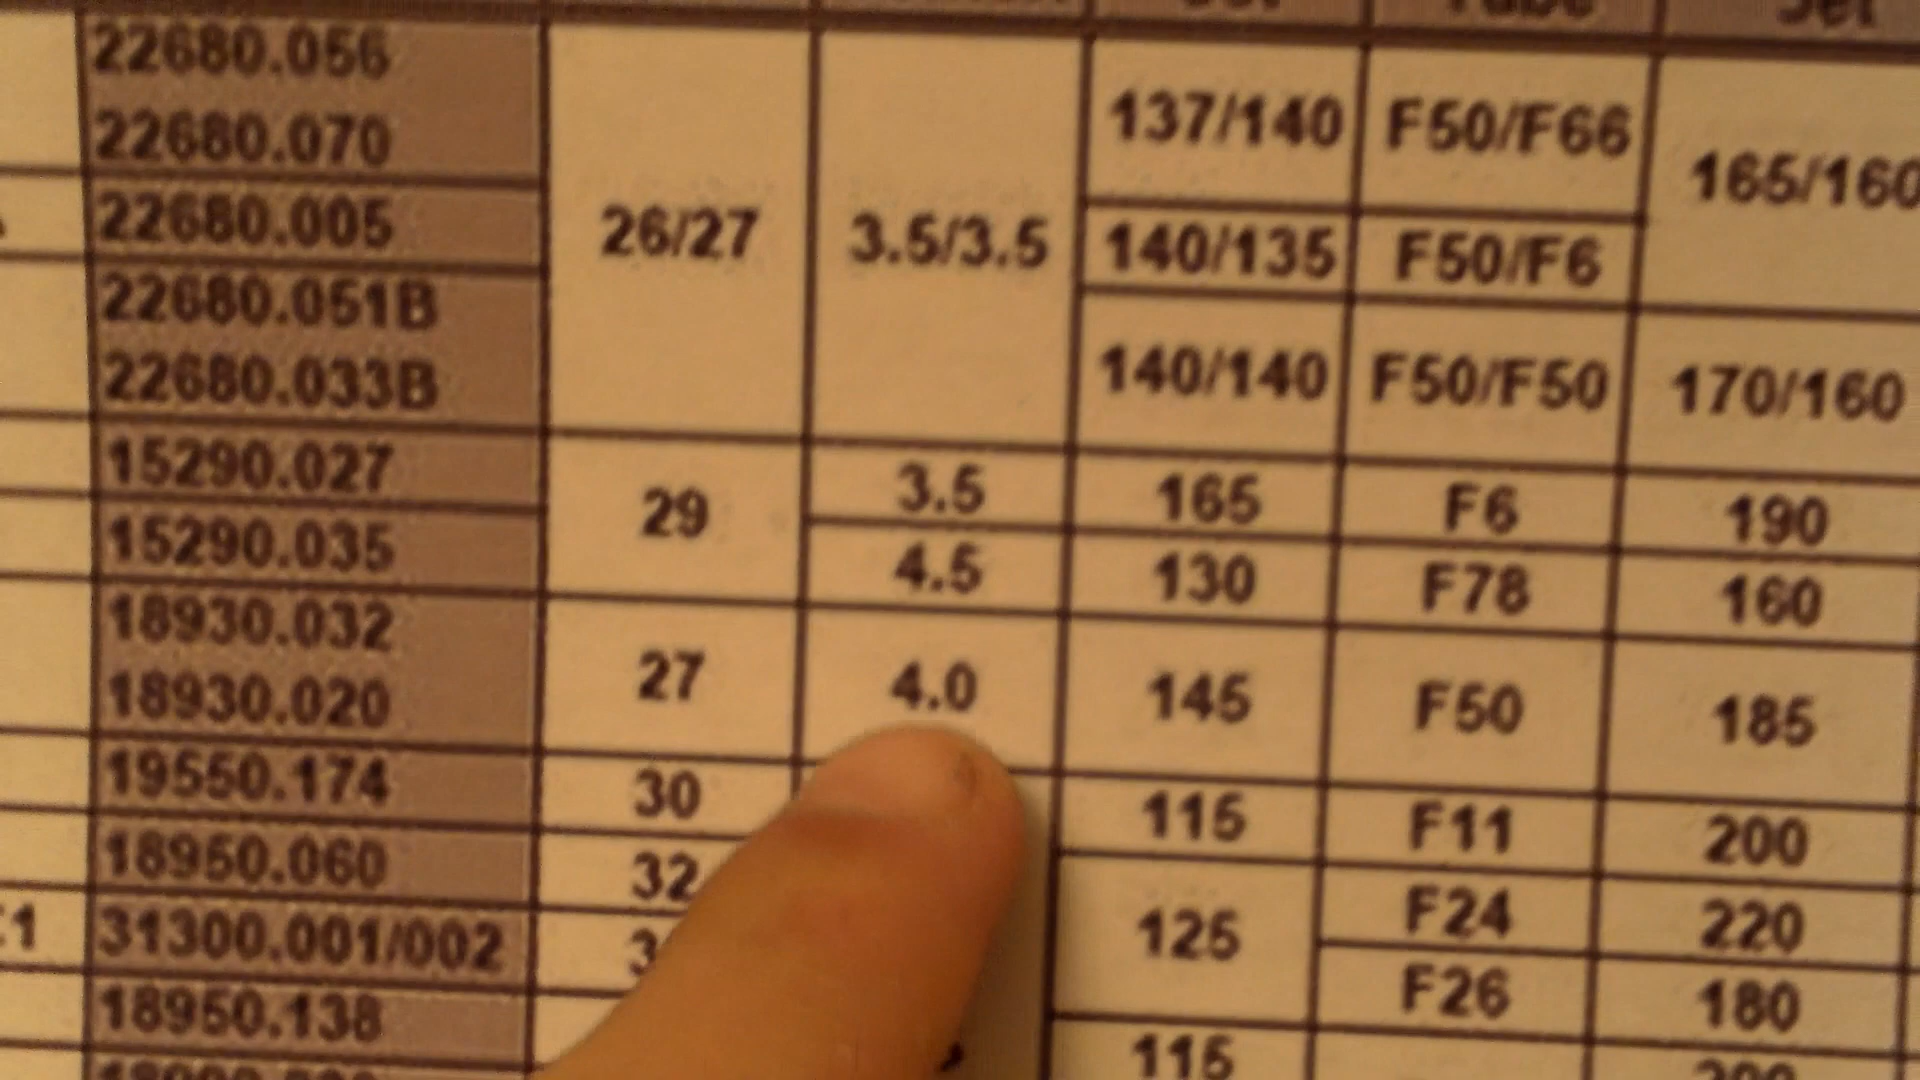 22680.056
22680.070
137/140 F50/F66
165/160
22680.005
26/27 3.5/3.5
140/135 F50/F6
22680.051B
22680.033B
140/140 F50/F50 170/160
15290.027
29
3.5 165 F6 190
15290.035
4.5 130 F78 160
18930.032
18930.020
27 4.0 145 F50 185
19550.174 30 115 F11 200
18950.060 32
125
F24 220
31300.001/002
F26 180
18950.138
115